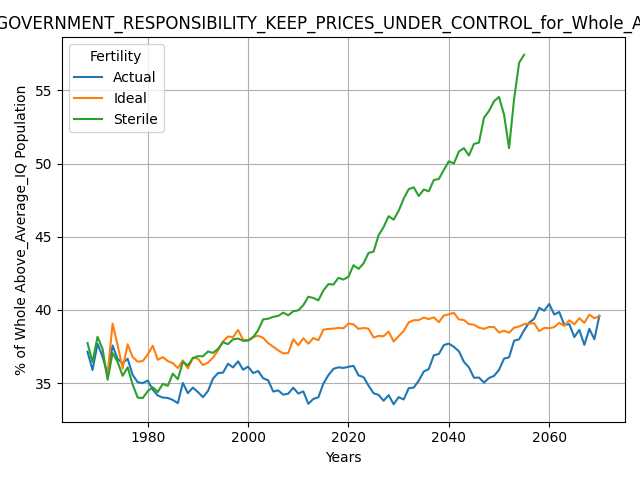 GOVERNMENT_RESPONSIBILITY_KEEP_PRICES_UNDER_CONTROL_for_Whole_A
Fertility
Actual
Ideal
Sterile
% of Whole Above_Average_IQ Population
55
50
45
40
35
1980
2000
2020
2040
2060
Years